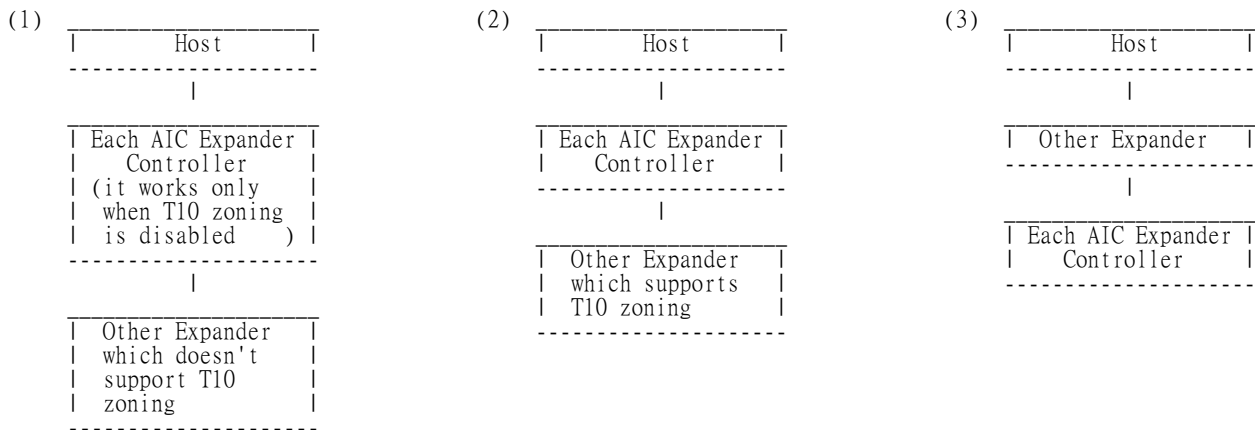 (1)
Host
Each AIC Expander
Controller
(it works only
when T10 zoning
is disabled )
Other Expander
which doesn't
support T10
zoning
(2)
Host
Each AIC Expander
Controller
Other Expander
which supports
T10 zoning
(3)
Host
Other Expander
Each AIC Expander
Controller